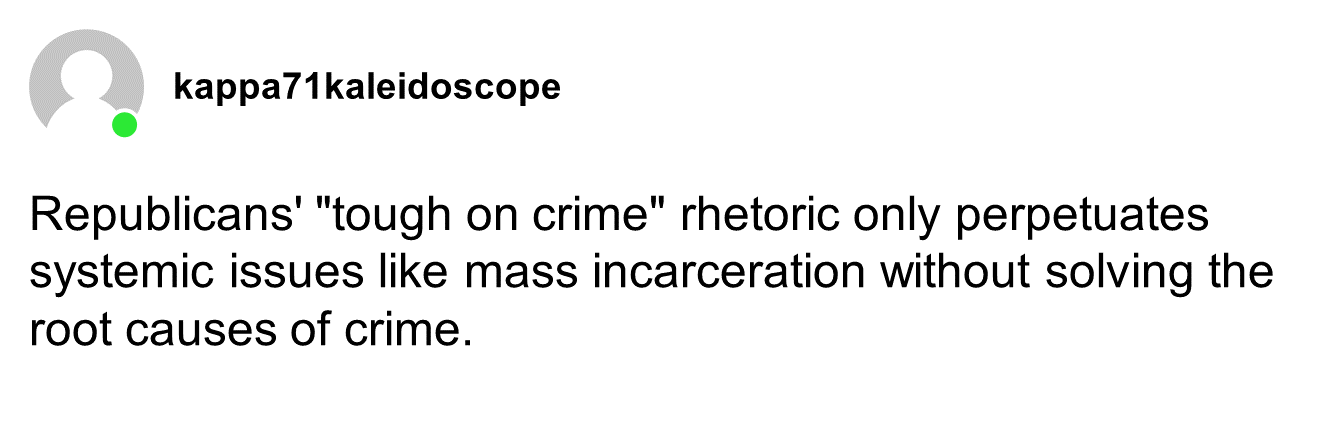 kappa71kaleidoscope
Republicans' "tough on crime" rhetoric only perpetuates
systemic issues like mass incarceration without solving the
root causes of crime.